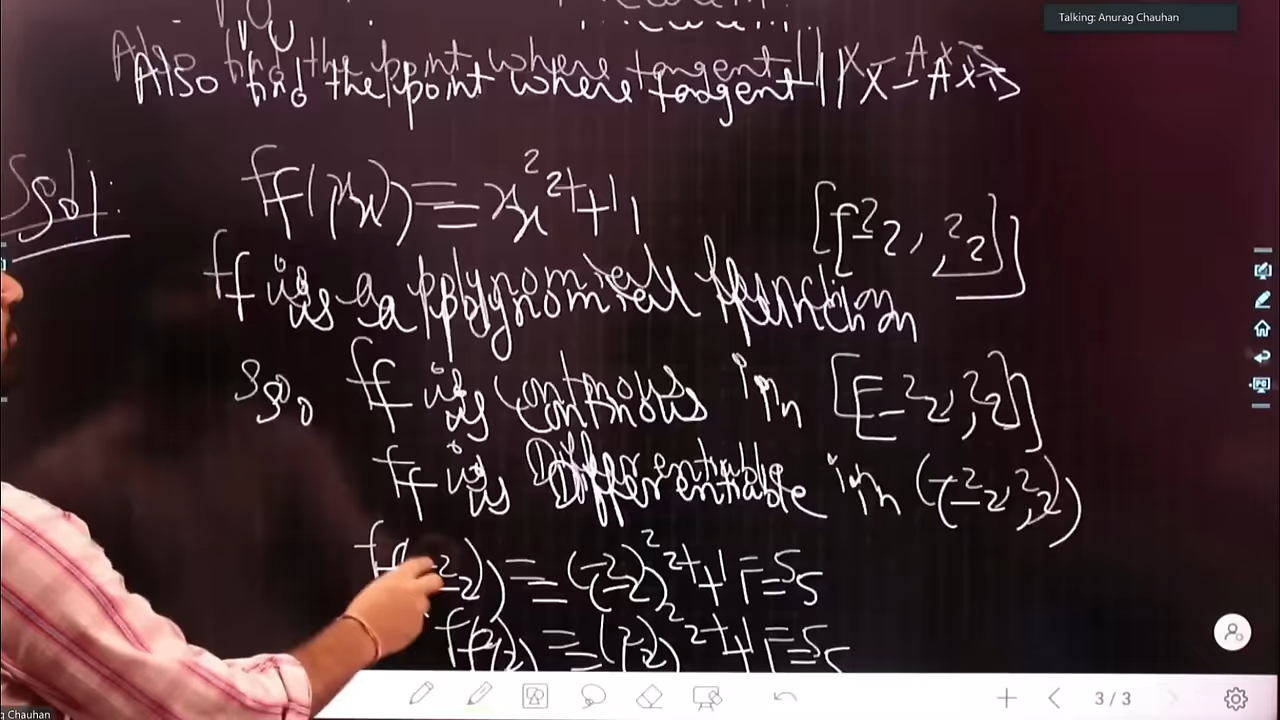 Talking: Anurag Chauhan
Also find the point where tangent || X-Axis
Sol.
f(x) = x²+1 [-2, 2]
f is a polynomial function
So, f is continous in [-2, 2]
f is Differentiable in (-2, 2)
f(-2) = (-2)²+1 = 5
f(2) = (2)²+1 = 5
3/3
g Chauhan